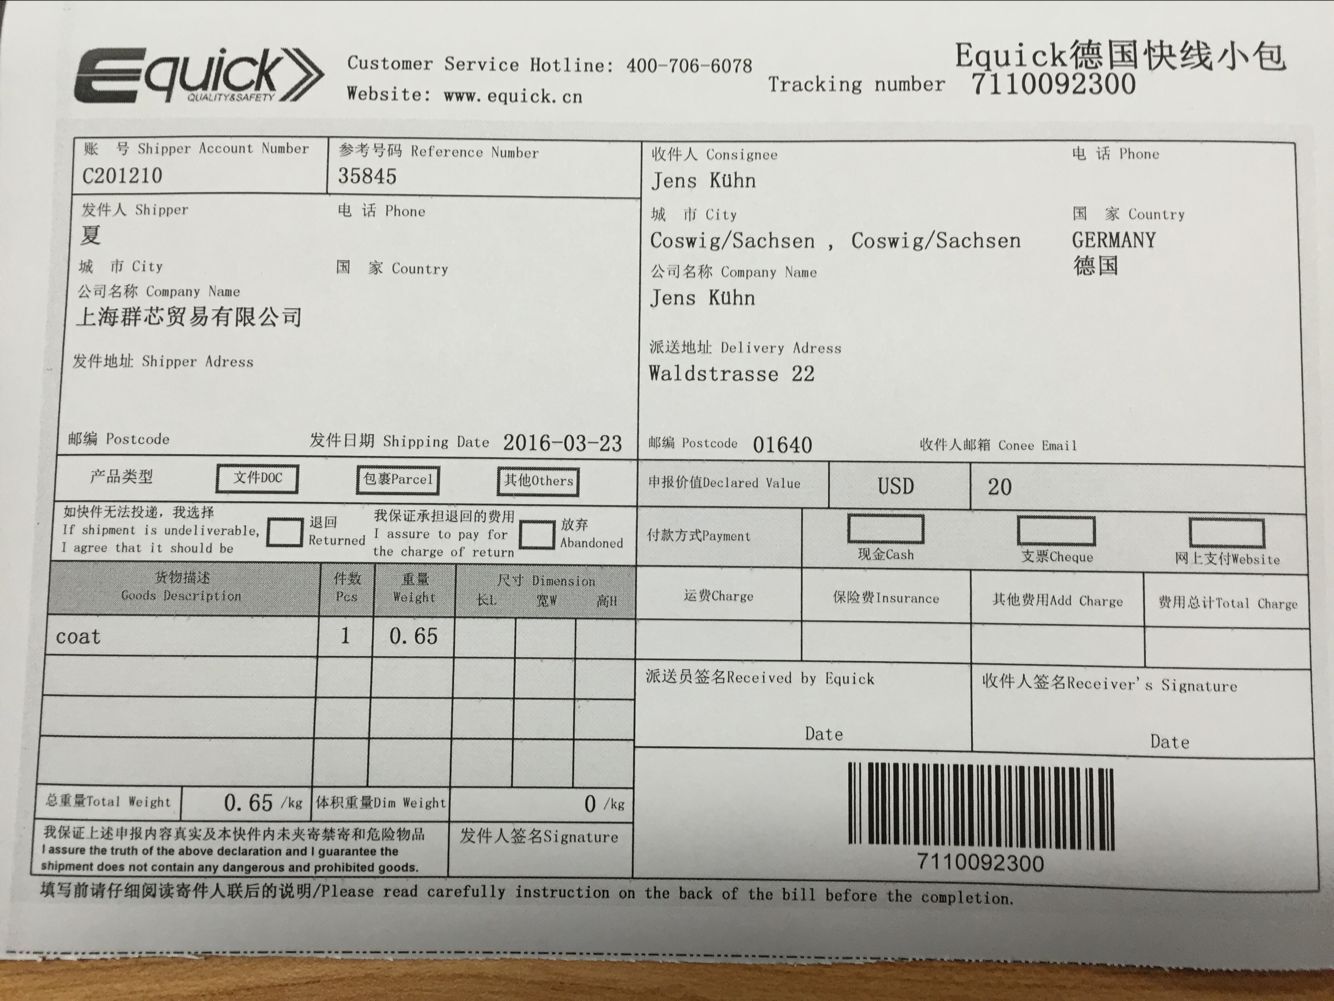 Equick
QUALITY&SAFETY
Customer Service Hotline: 400-706-6078
Website: www.equick.cn
Equick德国快线小包
Tracking number 7110092300
账 号 Shipper Account Number
C201210
参考号码 Reference Number
35845
发件人 Shipper
电 话 Phone
夏
城 市 City
国 家 Country
公司名称 Company Name
上海群芯贸易有限公司
发件地址 Shipper Adress
邮编 Postcode
发件日期 Shipping Date 2016-03-23
收件人 Consignee
电 话 Phone
Jens Kühn
城 市 City
国 家 Country
Coswig/Sachsen , Coswig/Sachsen
GERMANY
德国
公司名称 Company Name
Jens Kühn
派送地址 Delivery Adress
Waldstrasse 22
邮编 Postcode 01640
收件人邮箱 Conee Email
产品类型
文件DOC
包裹Parcel
其他Others
申报价值Declared Value
USD
20
如快件无法投递，我选择
If shipment is undeliverable,
I agree that it should be
退回
Returned
我保证承担退回的费用
I assure to pay for
the charge of return
放弃
Abandoned
付款方式Payment
现金Cash
支票Cheque
网上支付Website
货物描述
Goods Description
件数
Pcs
重量
Weight
尺寸 Dimension
长L
宽W
高H
运费Charge
保险费Insurance
其他费用Add Charge
费用总计Total Charge
coat
1
0.65
派送员签名Received by Equick
Date
收件人签名Receiver's Signature
Date
总重量Total Weight
0.65 /kg
体积重量Dim Weight
0 /kg
我保证上述申报内容真实及本快件内未夹寄禁寄和危险物品
I assure the truth of the above declaration and I guarantee the
shipment does not contain any dangerous and prohibited goods.
发件人签名Signature
7110092300
填写前请仔细阅读寄件人联后的说明/Please read carefully instruction on the back of the bill before the completion.